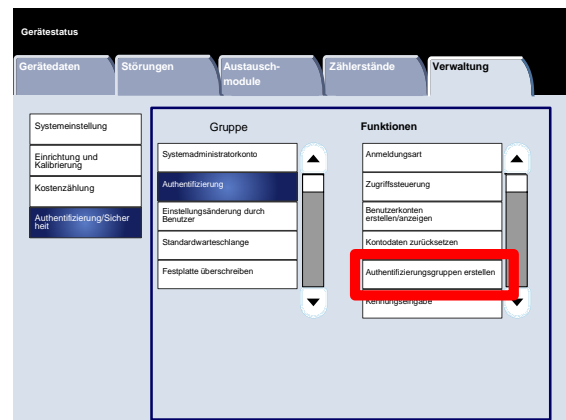 Gerätestatus
Gerätedaten
Störungen
Austausch-
module
Zählerstände
Verwaltung
Systemeinstellung
Einrichtung und
Kalibrierung
Kostenzählung
Authentifizierung/Sicher
heit
Gruppe
Systemadministratorkonto
Authentifizierung
Einstellungsänderung durch
Benutzer
Standardwarteschlange
Festplatte überschreiben
Funktionen
Anmeldungsart
Zugriffssteuerung
Benutzerkonten
erstellen/anzeigen
Kontodaten zurücksetzen
Authentifizierungsgruppen erstellen
Kennungseingabe